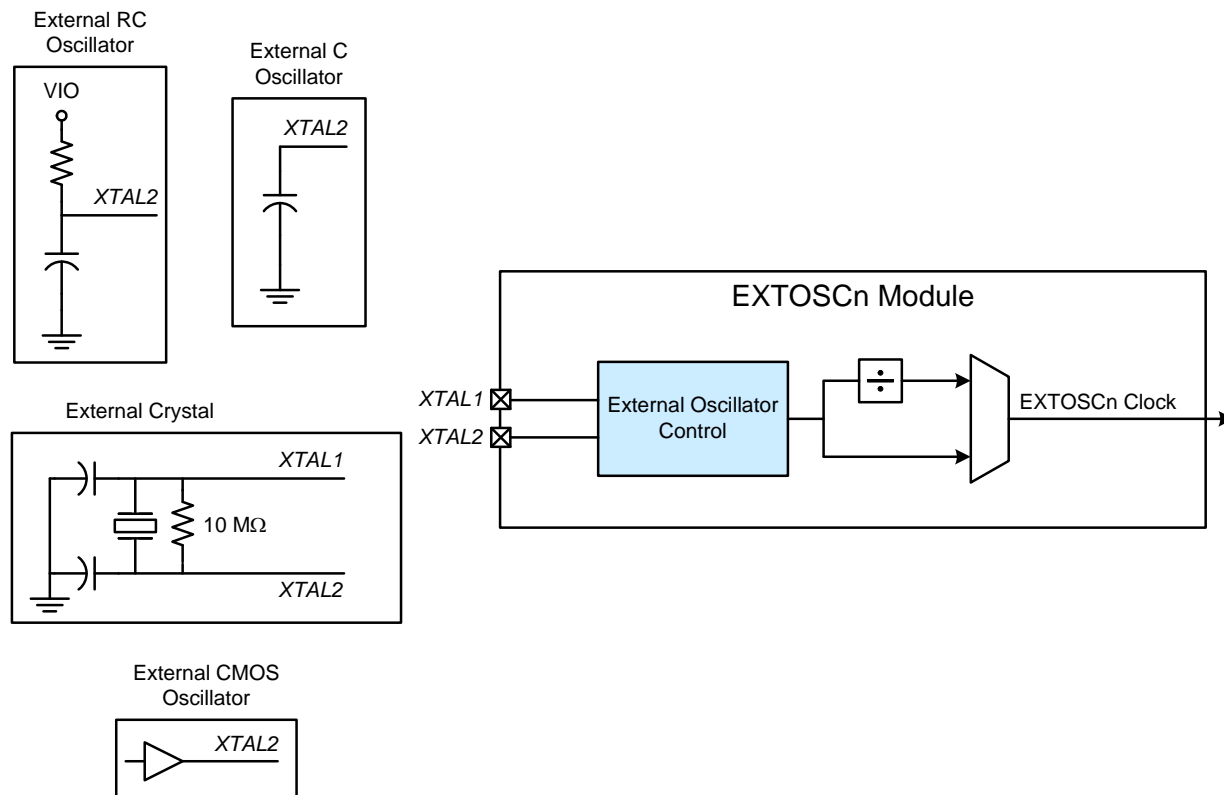 External RC
Oscillator
VIO
XTAL2
External C
Oscillator
XTAL2
External Crystal
XTAL1
10 MΩ
XTAL2
External CMOS
Oscillator
XTAL2
EXTOSCn Module
XTAL1
XTAL2
External Oscillator
Control
÷
EXTOSCn Clock